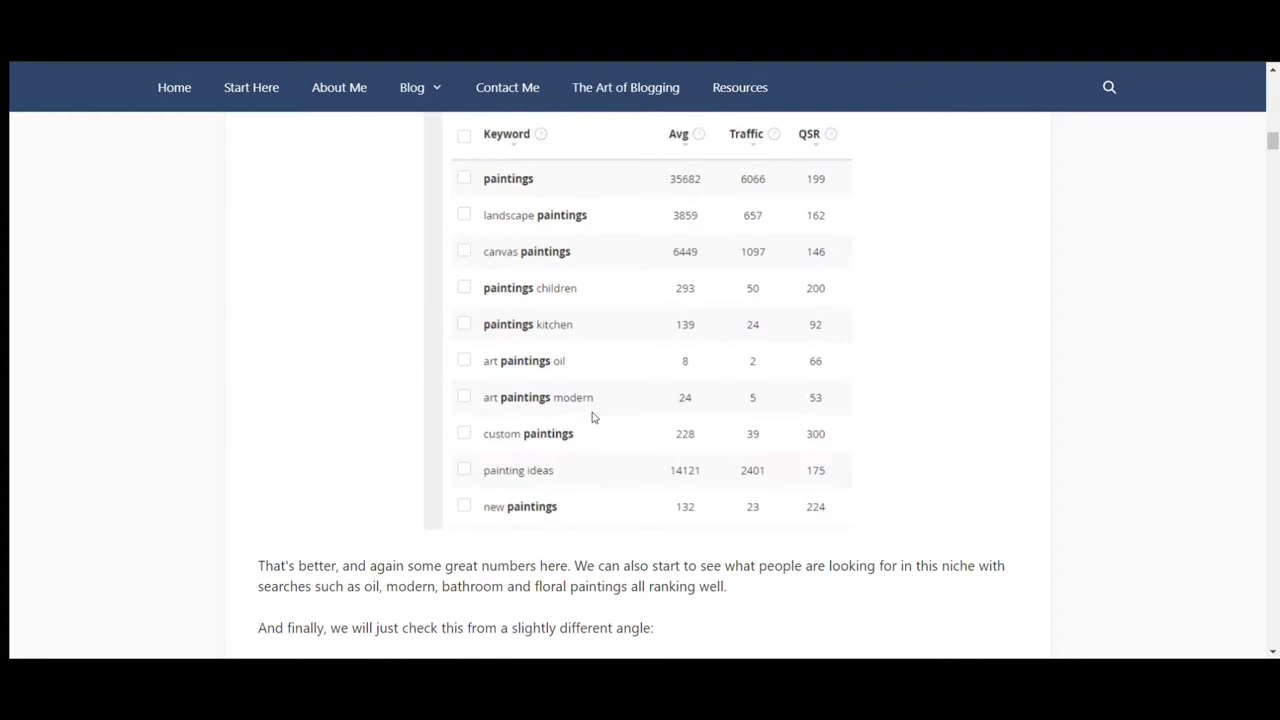 Home Start Here About Me Blog Contact Me The Art of Blogging Resources
Keyword ? Avg ? Traffic ? QSR ?
paintings 35682 6066 199
landscape paintings 3859 657 162
canvas paintings 6449 1097 146
paintings children 293 50 200
paintings kitchen 139 24 92
art paintings oil 8 2 66
art paintings modern 24 5 53
custom paintings 228 39 300
painting ideas 14121 2401 175
new paintings 132 23 224
That's better, and again some great numbers here. We can also start to see what people are looking for in this niche with
searches such as oil, modern, bathroom and floral paintings all ranking well.
And finally, we will just check this from a slightly different angle: